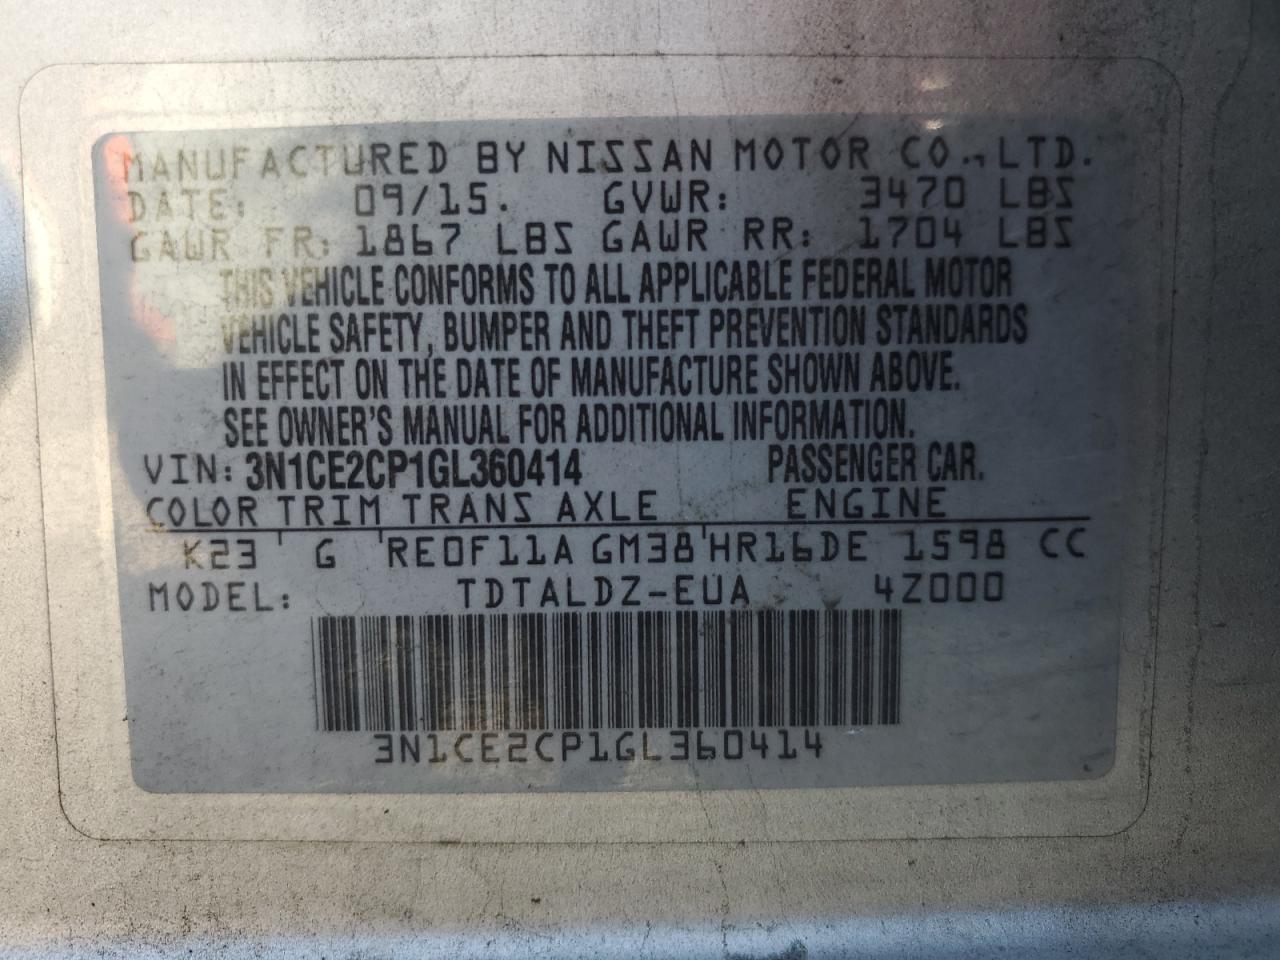 MANUFACTURED BY NISSAN MOTOR CO., LTD.
DATE: 09/15. GVWR: 3470 LBS
GAWR FR: 1867 LBS GAWR RR: 1704 LBS
THIS VEHICLE CONFORMS TO ALL APPLICABLE FEDERAL MOTOR
VEHICLE SAFETY, BUMPER AND THEFT PREVENTION STANDARDS
IN EFFECT ON THE DATE OF MANUFACTURE SHOWN ABOVE.
SEE OWNER'S MANUAL FOR ADDITIONAL INFORMATION.
VIN: 3N1CE2CP1GL360414 PASSENGER CAR.
COLOR TRIM TRANS AXLE ENGINE
K23 ' G 'RE0F11A GM38'HR16DE 1598 CC
MODEL: TDTALDZ-EUA 4Z000
3N1CE2CP1GL360414